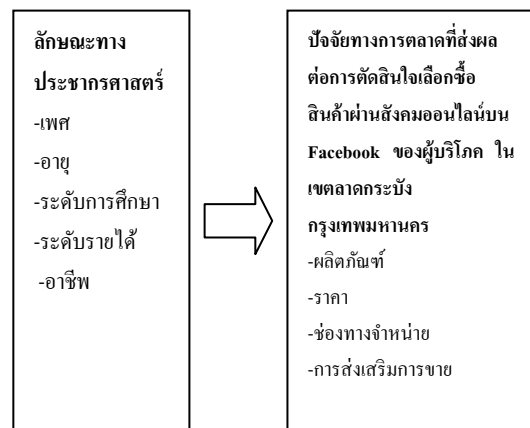 ลักษณะทาง
ประชากรศาสตร์
-เพศ
-อายุ
-ระดับการศึกษา
-ระดับรายได้
-อาชีพ
ปัจจัยทางการตลาดที่ส่งผล
ต่อการตัดสินใจเลือกซื้อ
สินค้าผ่านสังคมออนไลน์บน
Facebook ของผู้บริโภค ใน
เขตลาดกระบัง
กรุงเทพมหานคร
-ผลิตภัณฑ์
-ราคา
-ช่องทางจำหน่าย
-การส่งเสริมการขาย